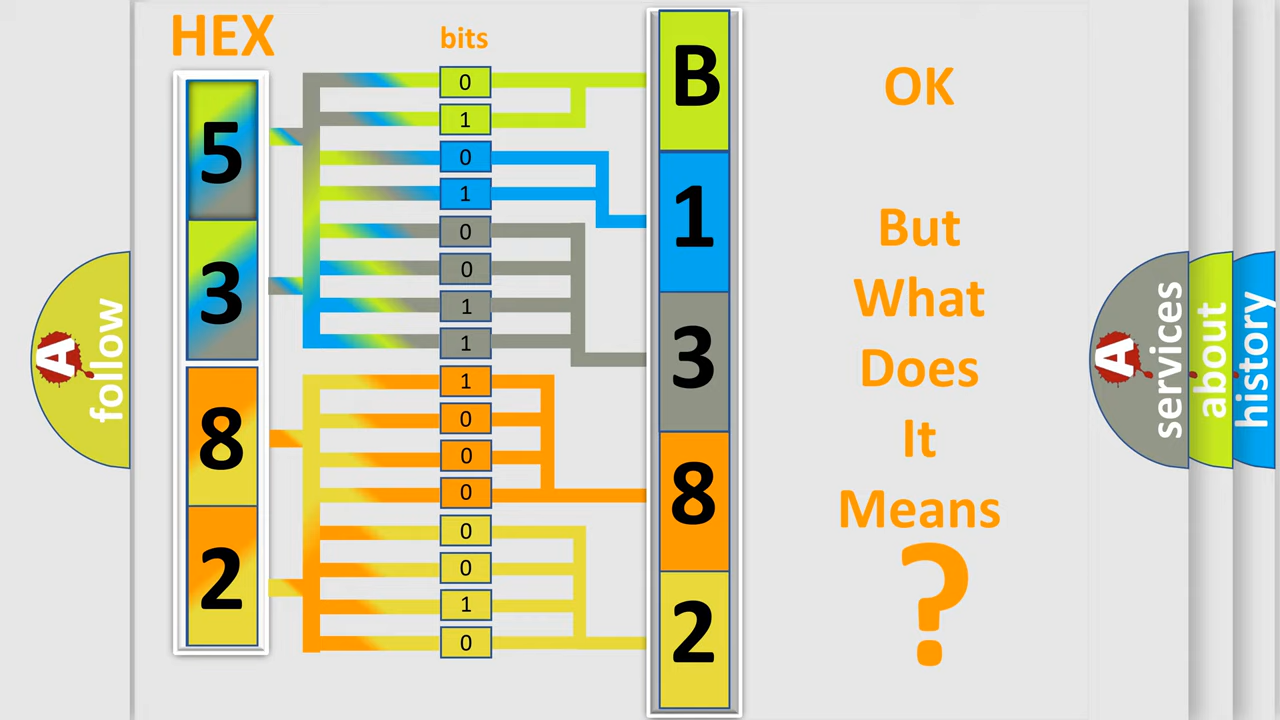 HEX
bits
5
3
8
2
0
1
0
1
0
0
1
1
1
0
0
0
0
0
1
0
B
1
3
8
2
OK
But
What
Does
It
Means
?
A
follow
A
services
about
history